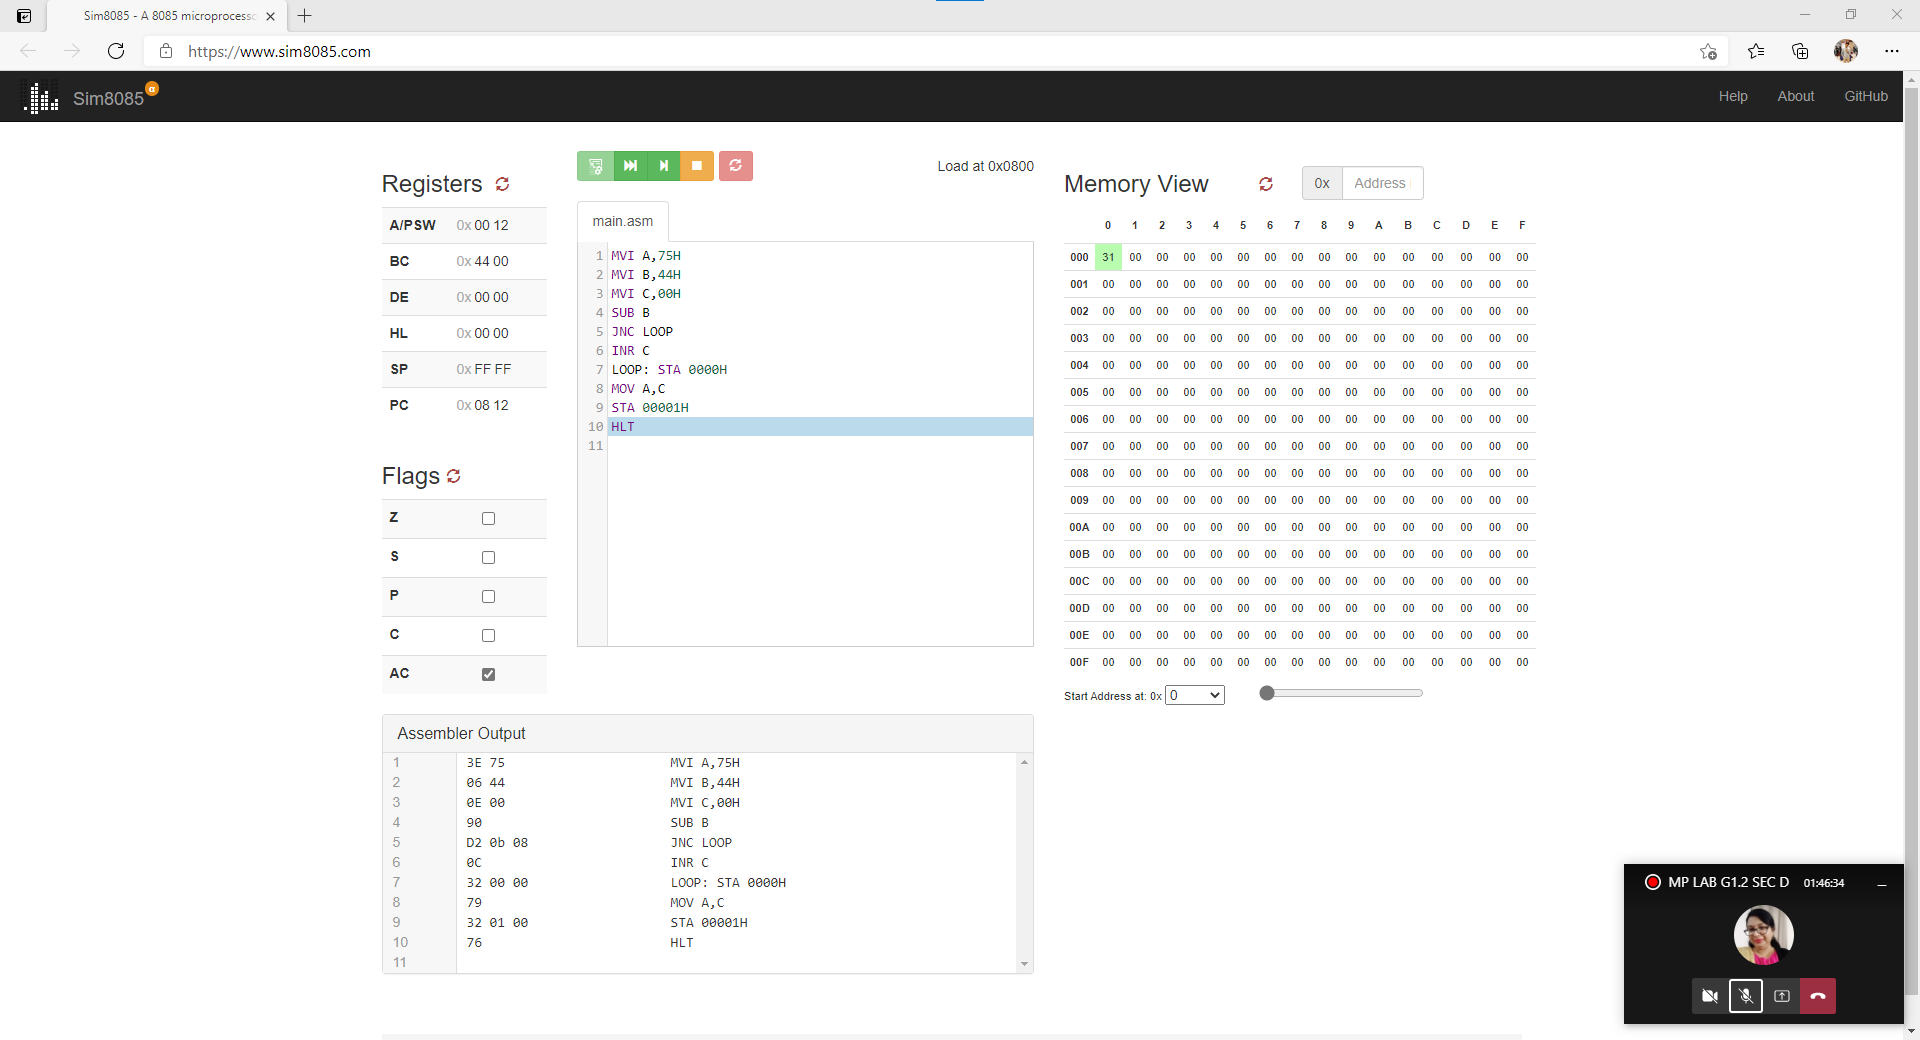 Sim8085 - A 8085 microprocesso
https://www.sim8085.com
Sim8085 α
Help About GitHub
Registers
A/PSW 0x 00 12
BC 0x 44 00
DE 0x 00 00
HL 0x 00 00
SP 0x FF FF
PC 0x 08 12
Flags
Z
S
P
C
AC
Load at 0x0800
main.asm
1 MVI A,75H
2 MVI B,44H
3 MVI C,00H
4 SUB B
5 JNC LOOP
6 INR C
7 LOOP: STA 0000H
8 MOV A,C
9 STA 00001H
10 HLT
11
Memory View
0x Address
0 1 2 3 4 5 6 7 8 9 A B C D E F
000 31 00 00 00 00 00 00 00 00 00 00 00 00 00 00 00
001 00 00 00 00 00 00 00 00 00 00 00 00 00 00 00 00
002 00 00 00 00 00 00 00 00 00 00 00 00 00 00 00 00
003 00 00 00 00 00 00 00 00 00 00 00 00 00 00 00 00
004 00 00 00 00 00 00 00 00 00 00 00 00 00 00 00 00
005 00 00 00 00 00 00 00 00 00 00 00 00 00 00 00 00
006 00 00 00 00 00 00 00 00 00 00 00 00 00 00 00 00
007 00 00 00 00 00 00 00 00 00 00 00 00 00 00 00 00
008 00 00 00 00 00 00 00 00 00 00 00 00 00 00 00 00
009 00 00 00 00 00 00 00 00 00 00 00 00 00 00 00 00
00A 00 00 00 00 00 00 00 00 00 00 00 00 00 00 00 00
00B 00 00 00 00 00 00 00 00 00 00 00 00 00 00 00 00
00C 00 00 00 00 00 00 00 00 00 00 00 00 00 00 00 00
00D 00 00 00 00 00 00 00 00 00 00 00 00 00 00 00 00
00E 00 00 00 00 00 00 00 00 00 00 00 00 00 00 00 00
00F 00 00 00 00 00 00 00 00 00 00 00 00 00 00 00 00
Start Address at: 0x 0
Assembler Output
1 3E 75 MVI A,75H
2 06 44 MVI B,44H
3 0E 00 MVI C,00H
4 90 SUB B
5 D2 0b 08 JNC LOOP
6 0C INR C
7 32 00 00 LOOP: STA 0000H
8 79 MOV A,C
9 32 01 00 STA 00001H
10 76 HLT
11
MP LAB G1.2 SEC D 01:46:34